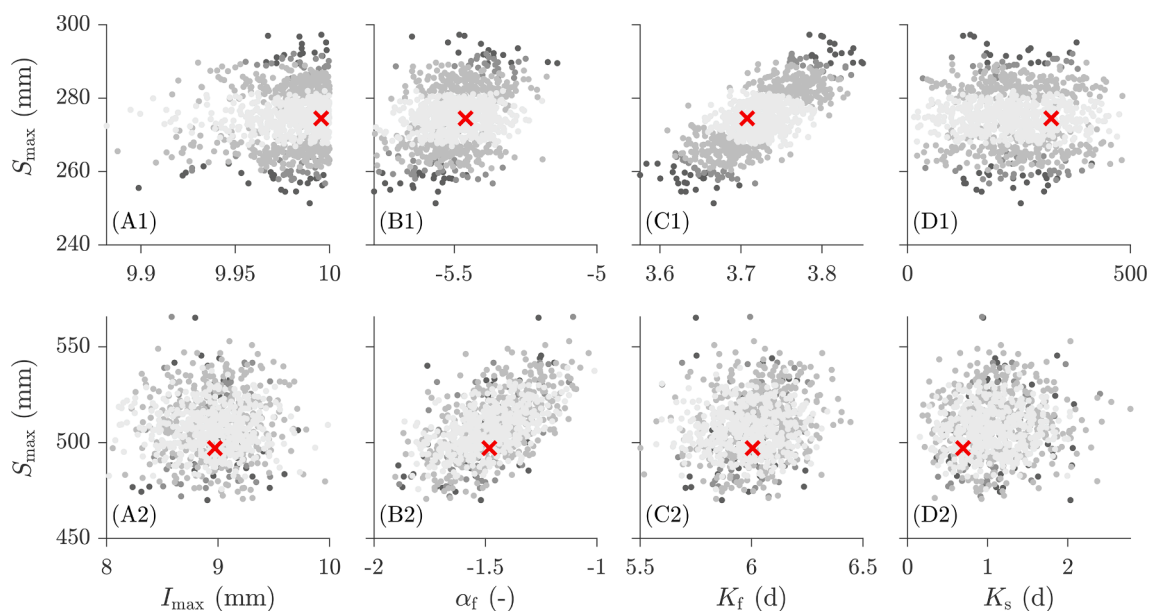 300
280
260
240
S_max (mm)
(A1) (B1) (C1) (D1)
9.9 9.95 10 -5.5 -5 3.6 3.7 3.8 0 500
550
500
450
S_max (mm)
(A2) (B2) (C2) (D2)
8 9 10 -2 -1.5 -1 5.5 6 6.5 0 1 2
I_max (mm) α_f (-) K_f (d) K_s (d)